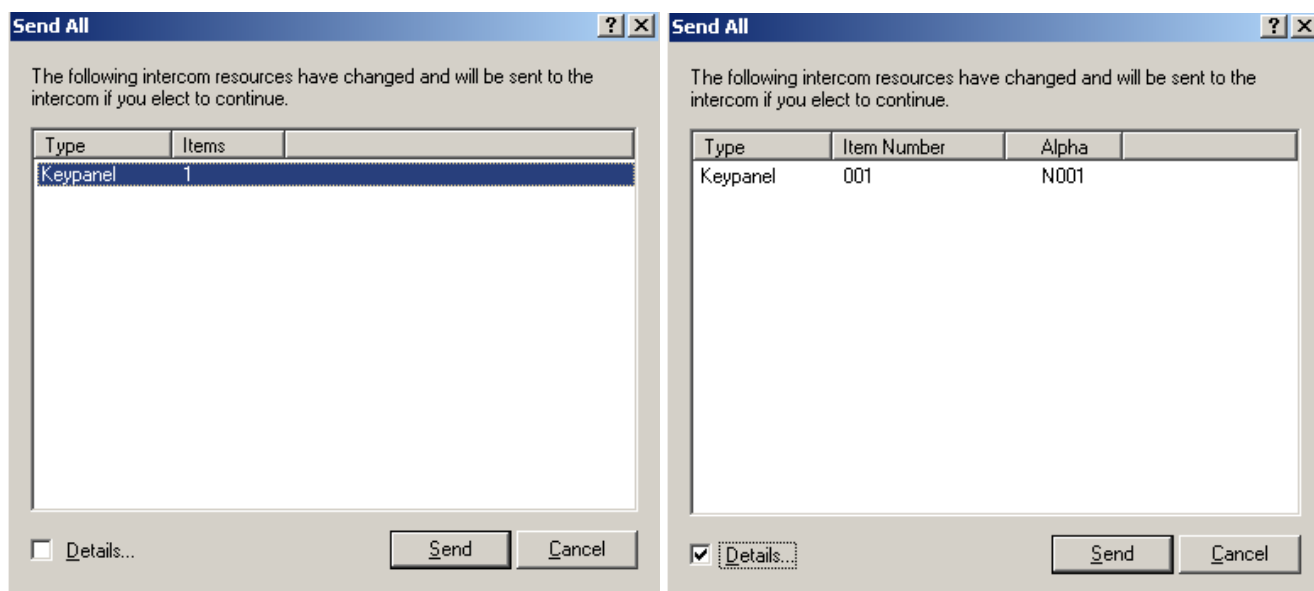 Send All
The following intercom resources have changed and will be sent to the
intercom if you elect to continue.
Type Items
Keypanel 1
Details...
Send Cancel
Send All
The following intercom resources have changed and will be sent to the
intercom if you elect to continue.
Type Item Number Alpha
Keypanel 001 N001
Details...
Send Cancel